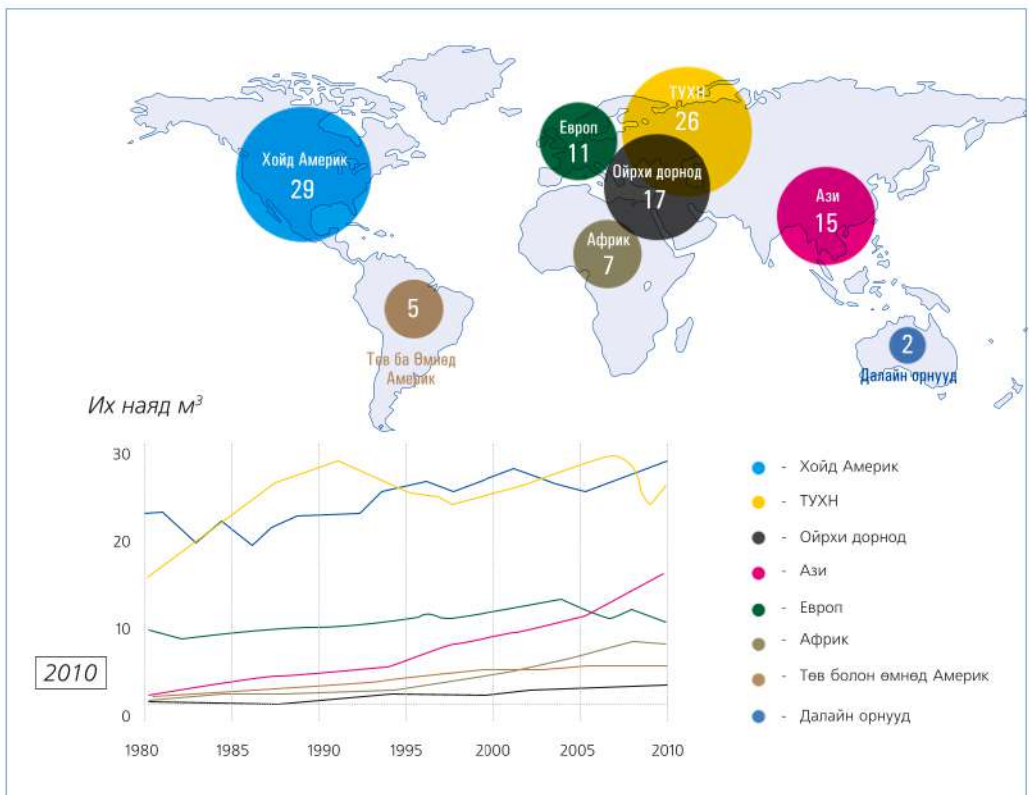 ТУХН
26
Европ
11
Хойд Америк
29
Ойрхи дорнод
17
Ази
15
Африк
7
5
Төв ба Өмнөд
Америк
2
Далайн орнууд
Их наяд м³
30
20
10
0
2010
1980 1985 1990 1995 2000 2005 2010
- Хойд Америк
- ТУХН
- Ойрхи дорнод
- Ази
- Европ
- Африк
- Төв болон өмнөд Америк
- Далайн орнууд